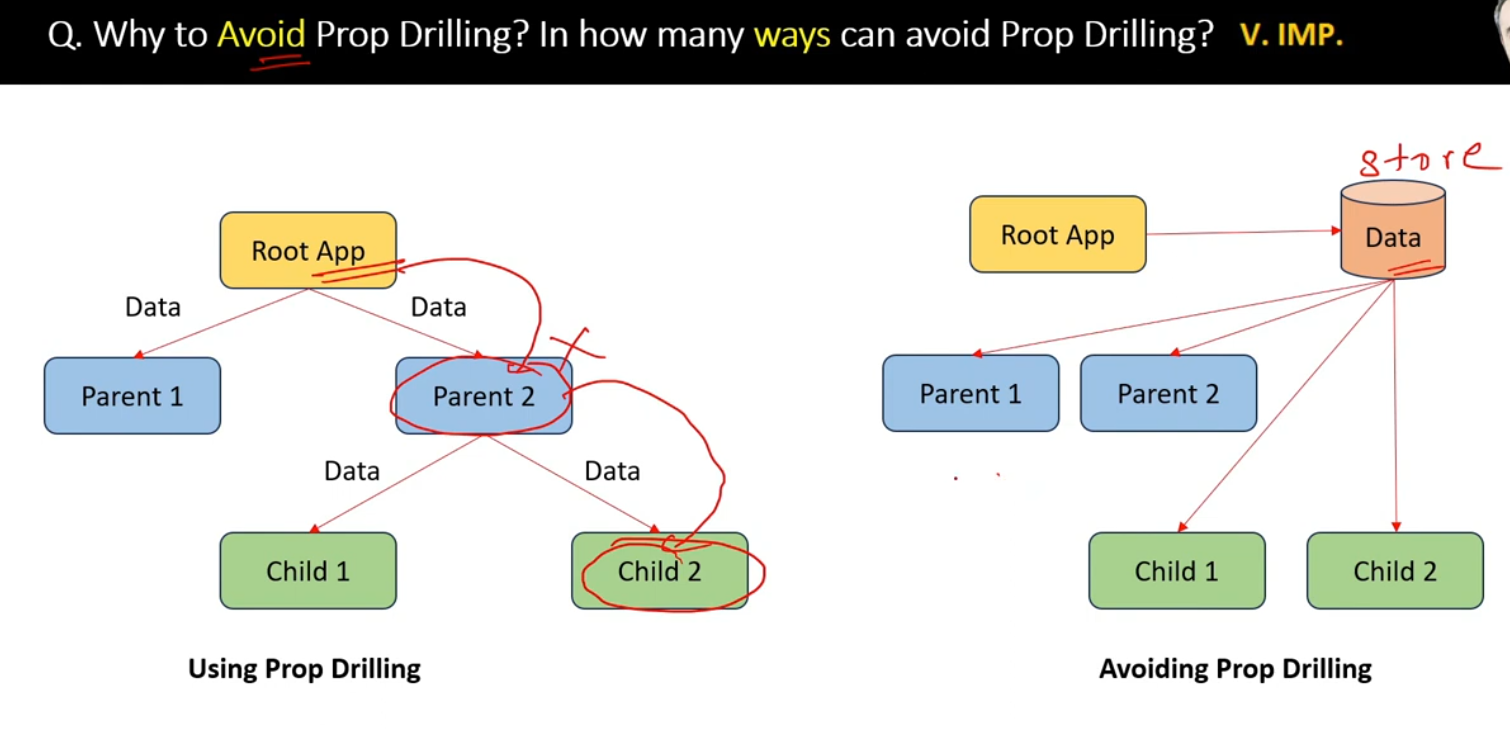 Q. Why to Avoid Prop Drilling? In how many ways can avoid Prop Drilling? V. IMP.
Root App
Data
Data
Parent 1
Parent 2
Data
Data
Child 1
Child 2
Using Prop Drilling
store
Root App
Data
Parent 1
Parent 2
Child 1
Child 2
Avoiding Prop Drilling